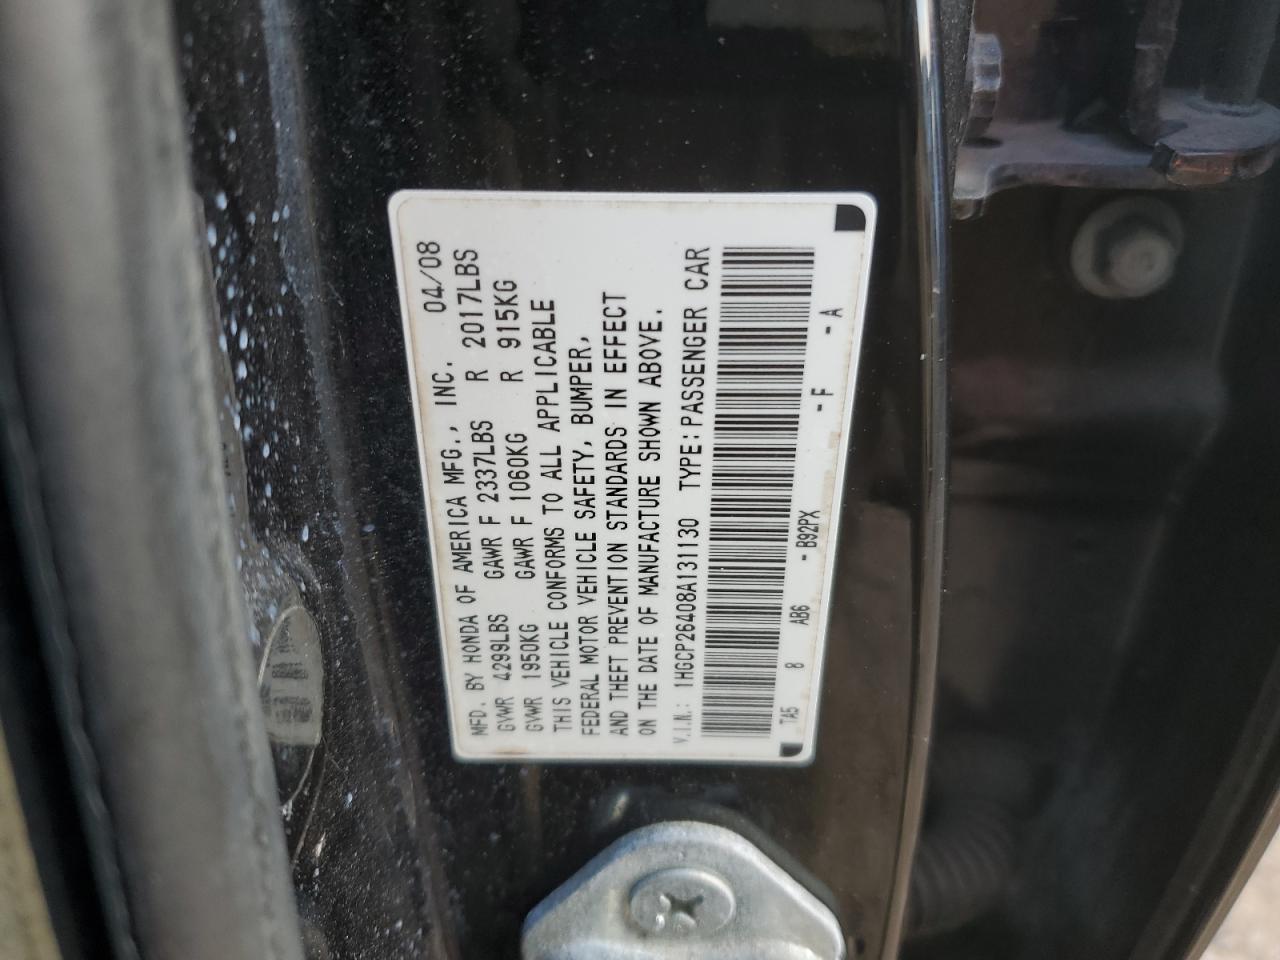 MFD. BY HONDA OF AMERICA MFG., INC. 04/08
GVWR 4299LBS GAWR F 2337LBS R 2017LBS
GVWR 1950KG GAWR F 1060KG R 915KG
THIS VEHICLE CONFORMS TO ALL APPLICABLE
FEDERAL MOTOR VEHICLE SAFETY, BUMPER,
AND THEFT PREVENTION STANDARDS IN EFFECT
ON THE DATE OF MANUFACTURE SHOWN ABOVE.
V.I.N.: 1HGCP26408A131130 TYPE: PASSENGER CAR
TA5 8 AB6 - B92PX - F - A